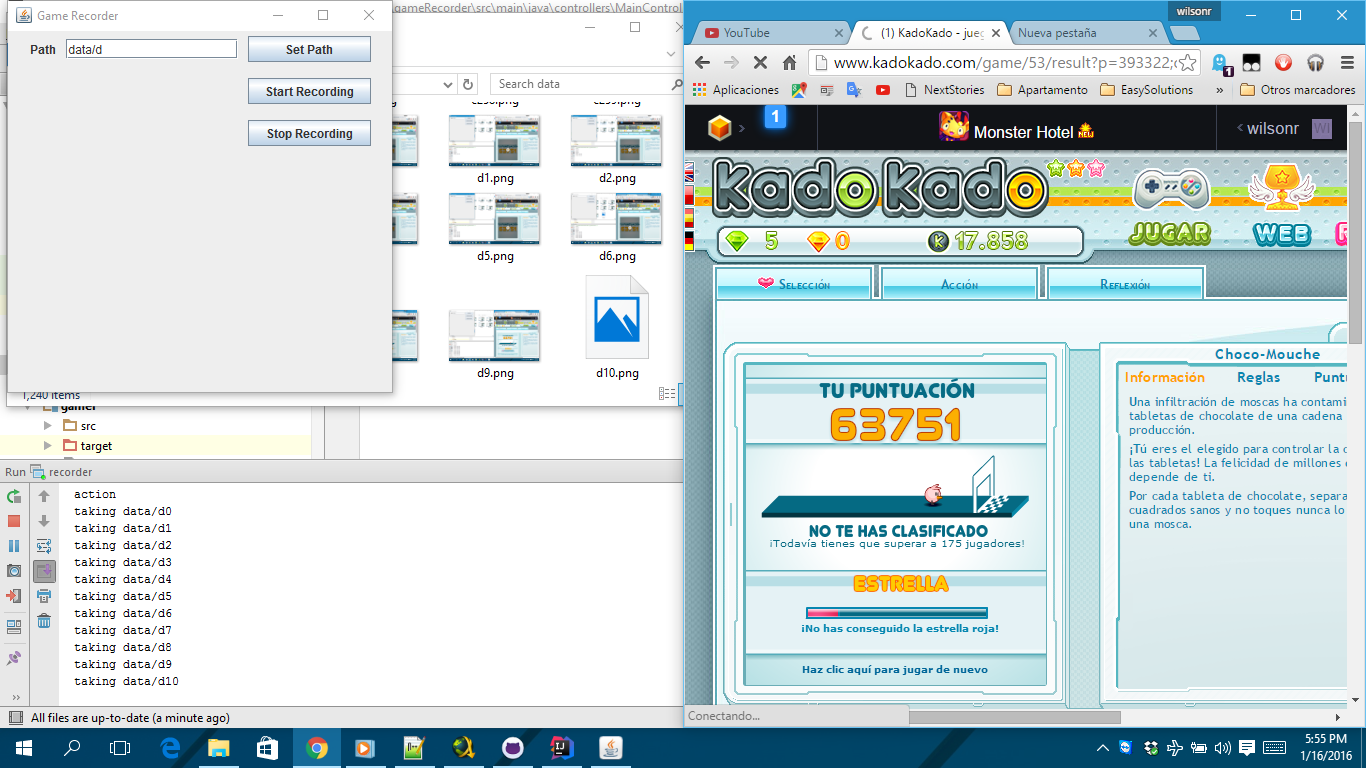 Game Recorder
Path data/d Set Path
Start Recording
Stop Recording
gameRecorder\src\main\java\controllers\MainControl
Search data
d1.png d2.png
d5.png d6.png
d9.png d10.png
1,240 items
gamer
src
target
Run recorder
action
taking data/d0
taking data/d1
taking data/d2
taking data/d3
taking data/d4
taking data/d5
taking data/d6
taking data/d7
taking data/d8
taking data/d9
taking data/d10
All files are up-to-date (a minute ago)
wilsonr
YouTube (1) KadoKado - jueg Nueva pestaña
www.kadokado.com/game/53/result?p=393322;
Aplicaciones NextStories Apartamento EasySolutions » Otros marcadores
1 Monster Hotel NEW wilsonr WI
KadoKado
5 0 K 17.858
JUGAR WEB
Selección Acción Reflexión
TU PUNTUACIÓN
63751
NO TE HAS CLASIFICADO
¡Todavía tienes que superar a 175 jugadores!
ESTRELLA
¡No has conseguido la estrella roja!
Haz clic aquí para jugar de nuevo
Choco-Mouche
Información Reglas Puntu
Una infiltración de moscas ha contami
tabletas de chocolate de una cadena
producción.
¡Tú eres el elegido para controlar la c
las tabletas! La felicidad de millones
depende de ti.
Por cada tableta de chocolate, separa
cuadrados sanos y no toques nunca lo
una mosca.
Conectando...
5:55 PM
1/16/2016